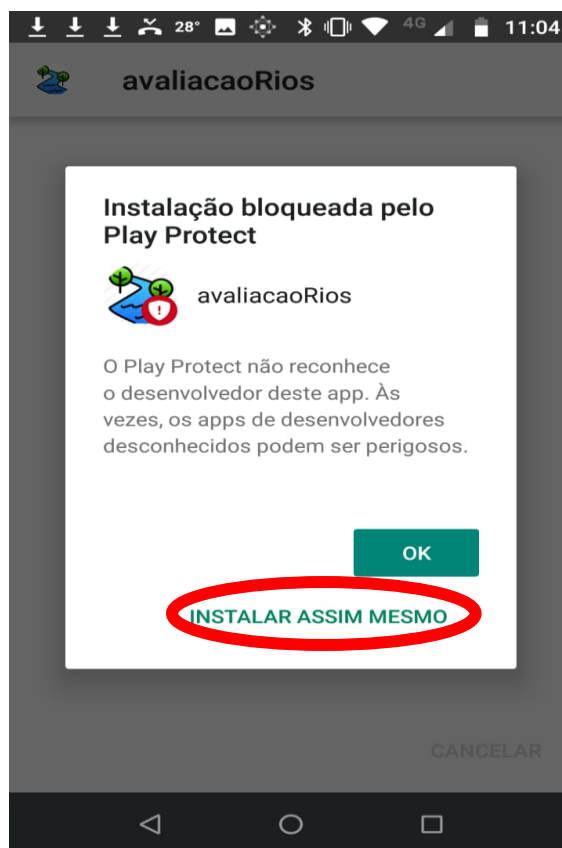 28° 4G 11:04
avaliacaoRios
Instalação bloqueada pelo
Play Protect
avaliacaoRios
O Play Protect não reconhece
o desenvolvedor deste app. Às
vezes, os apps de desenvolvedores
desconhecidos podem ser perigosos.
OK
INSTALAR ASSIM MESMO
CANCELAR